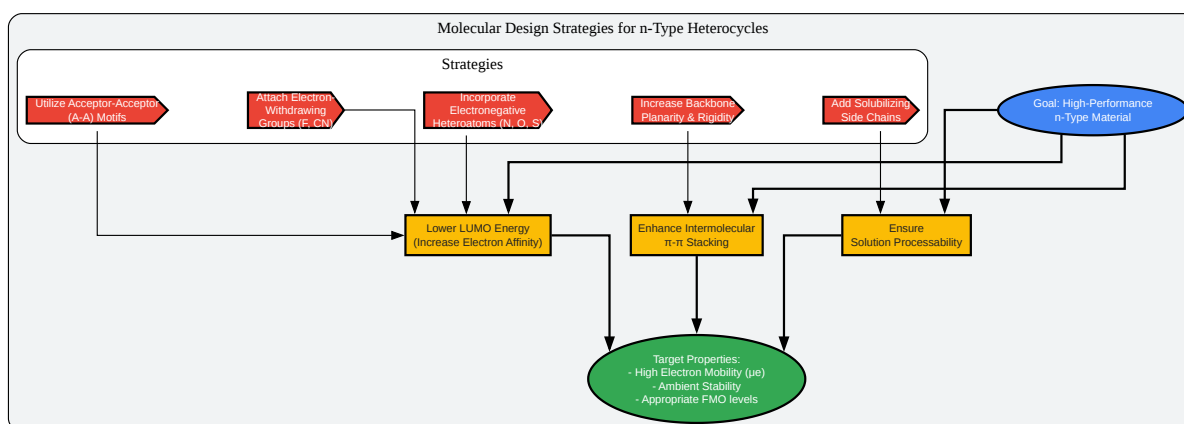 Molecular Design Strategies for n-Type Heterocycles
Strategies
Utilize Acceptor-Acceptor
(A-A) Motifs
Attach Electron-
Withdrawing
Groups (F, CN)
Incorporate
Electronegative
Heteroatoms (N, O, S)
Increase Backbone
Planarity & Rigidity
Add Solubilizing
Side Chains
Goal: High-Performance
n-Type Material
Lower LUMO Energy
(Increase Electron Affinity)
Enhance Intermolecular
π-π Stacking
Ensure
Solution Processability
Target Properties:
- High Electron Mobility (μe)
- Ambient Stability
- Appropriate FMO levels